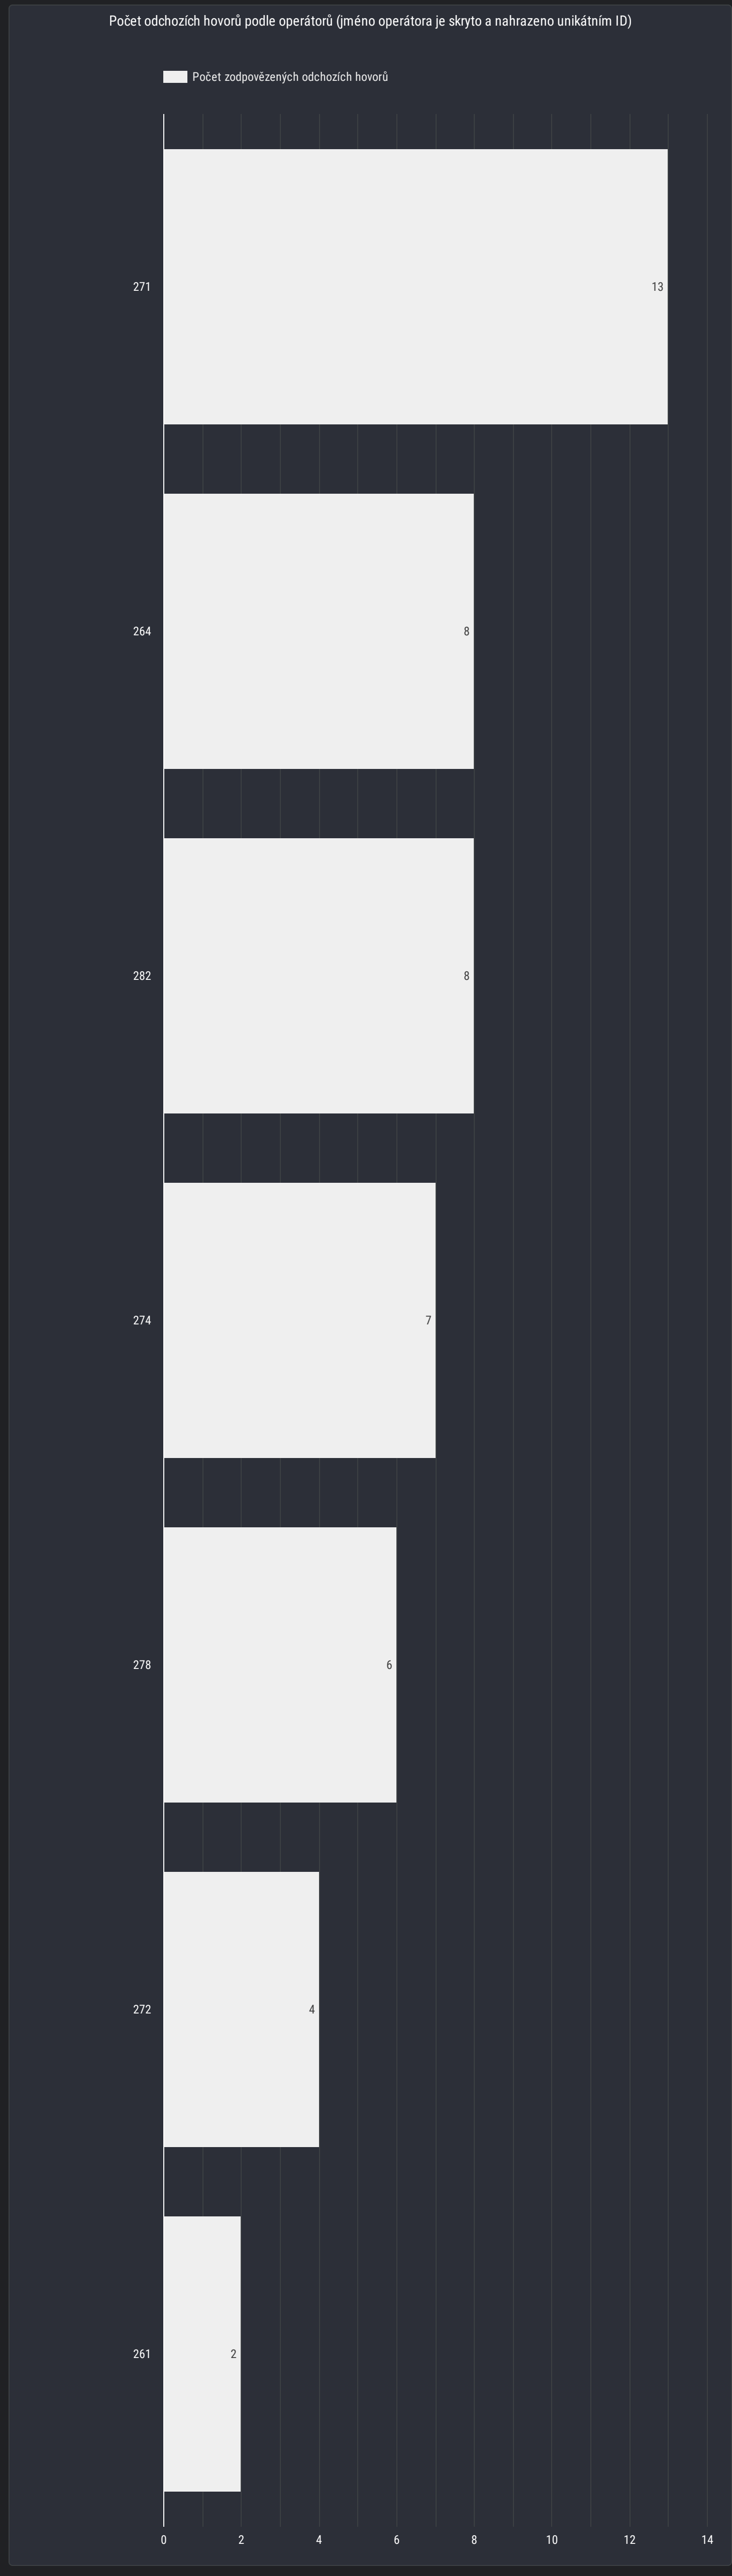 Počet odchozích hovorů podle operátorů (jméno operátora je skryto a nahrazeno unikátním ID)
Počet zodpovězených odchozích hovorů
271 13
264 8
282 8
274 7
278 6
272 4
261 2
0 2 4 6 8 10 12 14